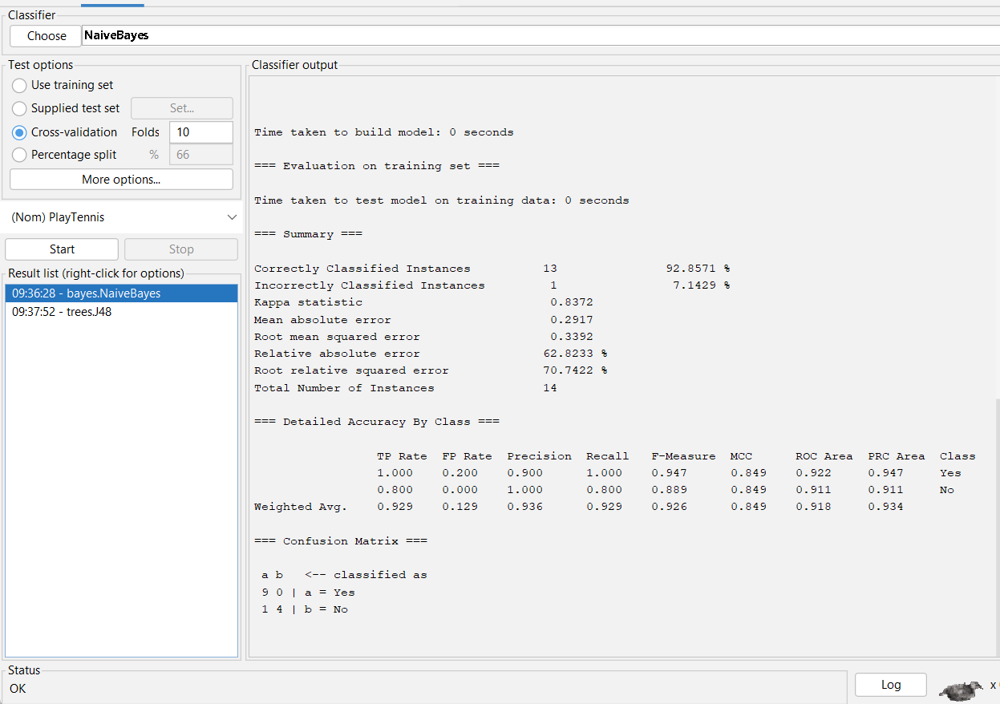 Classifier
Choose NaiveBayes
Test options
Use training set
Supplied test set Set...
Cross-validation Folds 10
Percentage split % 66
More options...
(Nom) PlayTennis
Start Stop
Result list (right-click for options)
09:36:28 - bayes.NaiveBayes
09:37:52 - trees.J48
Classifier output
Time taken to build model: 0 seconds
=== Evaluation on training set ===
Time taken to test model on training data: 0 seconds
=== Summary ===
Correctly Classified Instances 13 92.8571 %
Incorrectly Classified Instances 1 7.1429 %
Kappa statistic 0.8372
Mean absolute error 0.2917
Root mean squared error 0.3392
Relative absolute error 62.8233 %
Root relative squared error 70.7422 %
Total Number of Instances 14
=== Detailed Accuracy By Class ===
TP Rate FP Rate Precision Recall F-Measure MCC ROC Area PRC Area Class
1.000 0.200 0.900 1.000 0.947 0.849 0.922 0.947 Yes
0.800 0.000 1.000 0.800 0.889 0.849 0.911 0.911 No
Weighted Avg. 0.929 0.129 0.936 0.929 0.926 0.849 0.918 0.934
=== Confusion Matrix ===
a b <-- classified as
9 0 | a = Yes
1 4 | b = No
Status
OK
Log
x